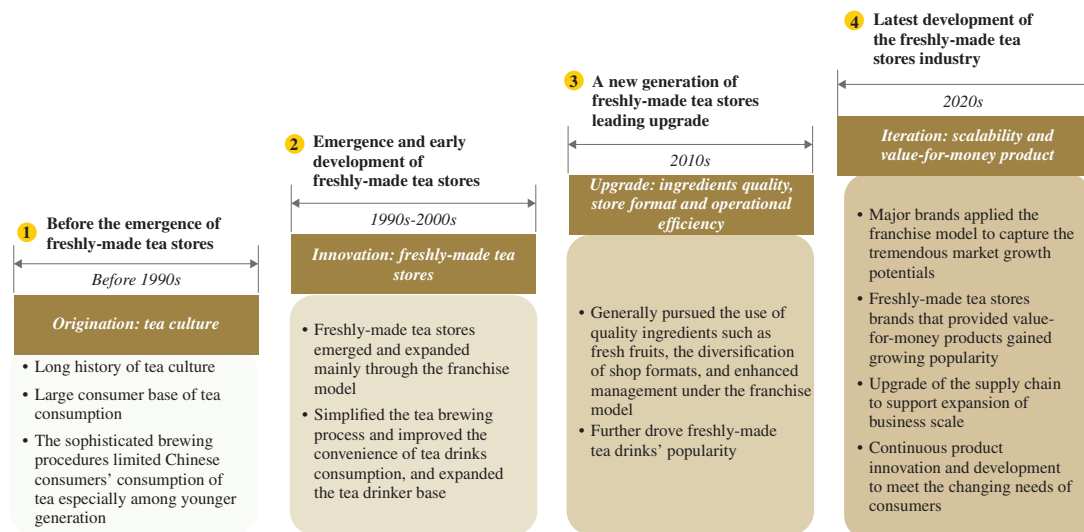 1
Before the emergence of
freshly-made tea stores
Before 1990s
Origination: tea culture
• Long history of tea culture
• Large consumer base of tea
consumption
• The sophisticated brewing
procedures limited Chinese
consumers' consumption of
tea especially among younger
generation
2
Emergence and early
development of
freshly-made tea stores
1990s-2000s
Innovation: freshly-made tea
stores
• Freshly-made tea stores
emerged and expanded
mainly through the franchise
model
• Simplified the tea brewing
process and improved the
convenience of tea drinks
consumption, and expanded
the tea drinker base
3
A new generation of
freshly-made tea stores
leading upgrade
2010s
Upgrade: ingredients quality,
store format and operational
efficiency
• Generally pursued the use of
quality ingredients such as
fresh fruits, the diversification
of shop formats, and enhanced
management under the franchise
model
• Further drove freshly-made
tea drinks' popularity
4
Latest development of
the freshly-made tea
stores industry
2020s
Iteration: scalability and
value-for-money product
• Major brands applied the
franchise model to capture the
tremendous market growth
potentials
• Freshly-made tea stores
brands that provided value-
for-money products gained
growing popularity
• Upgrade of the supply chain
to support expansion of
business scale
• Continuous product
innovation and development
to meet the changing needs of
consumers